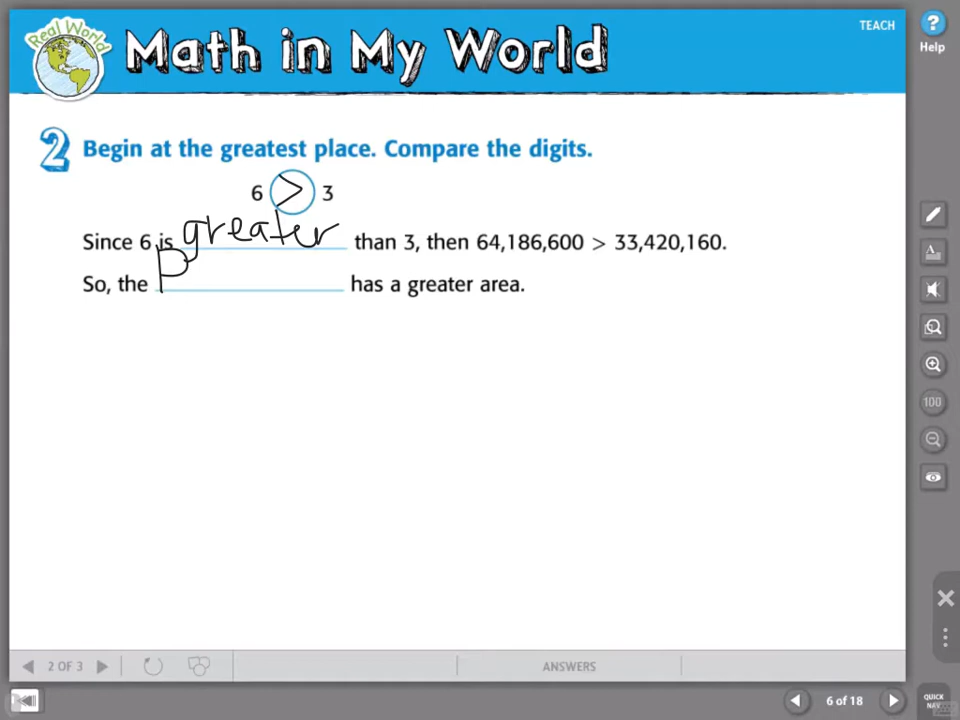 Real World
Math in My World
TEACH
Help
2 Begin at the greatest place. Compare the digits.
6 > 3
Since 6 is greater than 3, then 64,186,600 > 33,420,160.
So, the P has a greater area.
100
2 OF 3
ANSWERS
6 of 18
QUICK
NAV